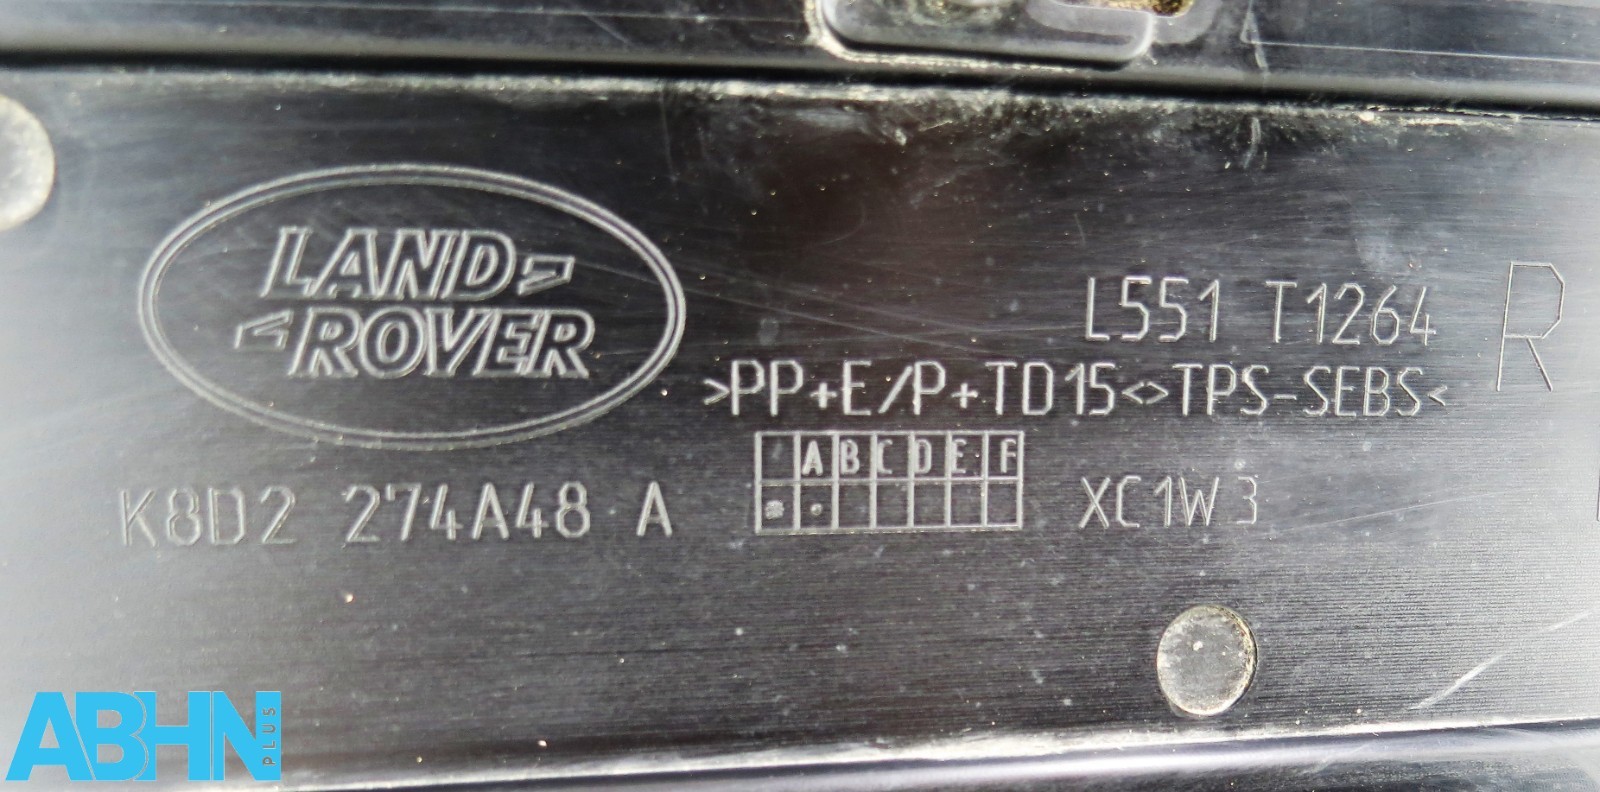 LAND
ROVER
L551 T1264 R
>PP+E/P+TD15<>TPS-SEBS<
A B C D E F
K8D2 274A48 A
XC1W3
ABHN PLUS